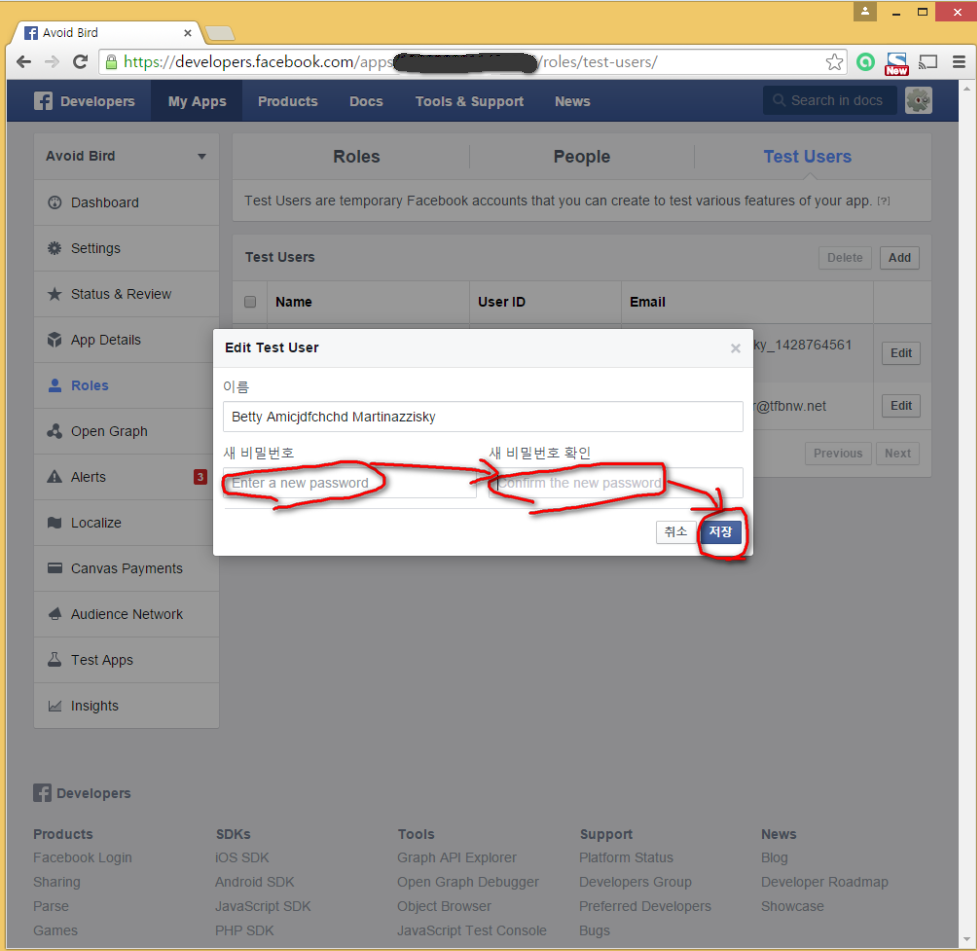 Avoid Bird
https://developers.facebook.com/apps /roles/test-users/
New
Developers My Apps Products Docs Tools & Support News Search in docs
Avoid Bird
Dashboard
Settings
Status & Review
App Details
Roles
Open Graph
Alerts 3
Localize
Canvas Payments
Audience Network
Test Apps
Insights
Roles People Test Users
Test Users are temporary Facebook accounts that you can create to test various features of your app. [?]
Test Users Delete Add
Name User ID Email
ky_1428764561 Edit
r@tfbnw.net Edit
Previous Next
Edit Test User
이름
Betty Amicjdfchchd Martinazzisky
새 비밀번호 새 비밀번호 확인
Enter a new password Confirm the new password
취소 저장
Developers
Products SDKs Tools Support News
Facebook Login iOS SDK Graph API Explorer Platform Status Blog
Sharing Android SDK Open Graph Debugger Developers Group Developer Roadmap
Parse JavaScript SDK Object Browser Preferred Developers Showcase
Games PHP SDK JavaScript Test Console Bugs